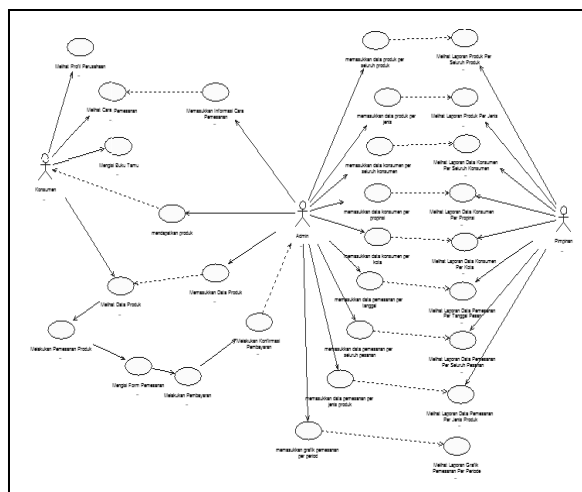 Melihat Profil Perusahaan
Melihat Cara Pemesanan
Memasukkan Informasi Cara
Pemesanan
Mengisi Buku Tamu
Konsumen
mendapatkan produk
Melihat Data Produk
Memasukkan Data Produk
Melakukan Pemesanan Produk
Mengisi Form Pemesanan
Melakukan Pembayaran
Melakukan Konfirmasi
Pembayaran
Admin
memasukkan data produk per
seluruh produk
memasukkan data produk per
jenis
memasukkan data konsumen per
seluruh konsumen
memasukkan data konsumen per
propinsi
memasukkan data konsumen per
kota
memasukkan data pemesanan per
tanggal
memasukkan data pemesanan per
seluruh pesanan
memasukkan data pemesanan per
jenis produk
memasukkan grafik pemesanan
per period
Melihat Laporan Produk Per
Seluruh Produk
Melihat Laporan Produk Per Jenis
Melihat Laporan Data Konsumen
Per Seluruh Konsumen
Melihat Laporan Data Konsumen
Per Propinsi
Melihat Laporan Data Konsumen
Per Kota
Melihat Laporan Data Pemesanan
Per Tanggal Pesan
Melihat Laporan Data Pemesanan
Per Seluruh Pesanan
Melihat Laporan Data Pemesanan
Per Jenis Produk
Melihat Laporan Grafik
Pemesanan Per Periode
Pimpinan